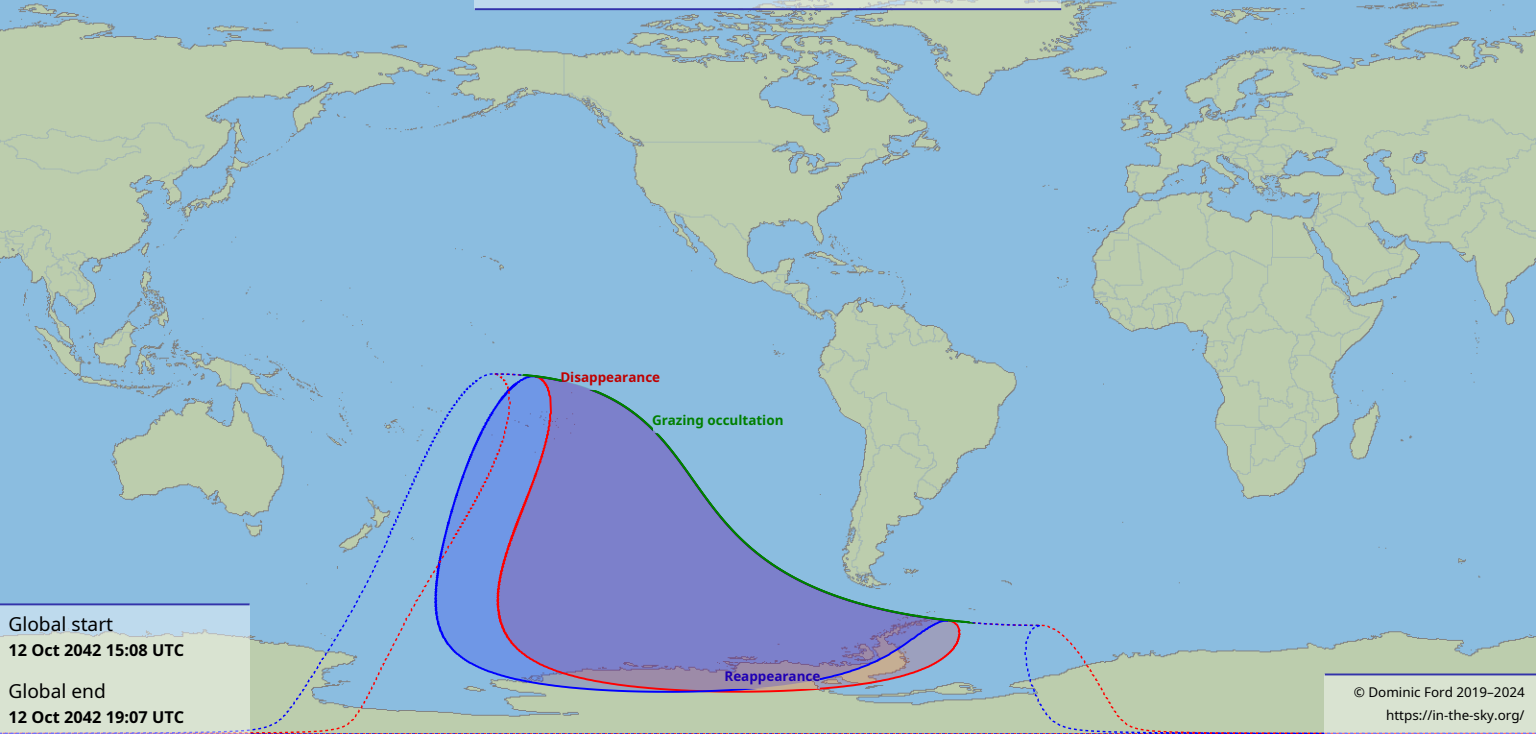 Disappearance
Grazing occultation
Global start
12 Oct 2042 15:08 UTC
Global end
12 Oct 2042 19:07 UTC
Reappearance
© Dominic Ford 2019–2024
https://in-the-sky.org/